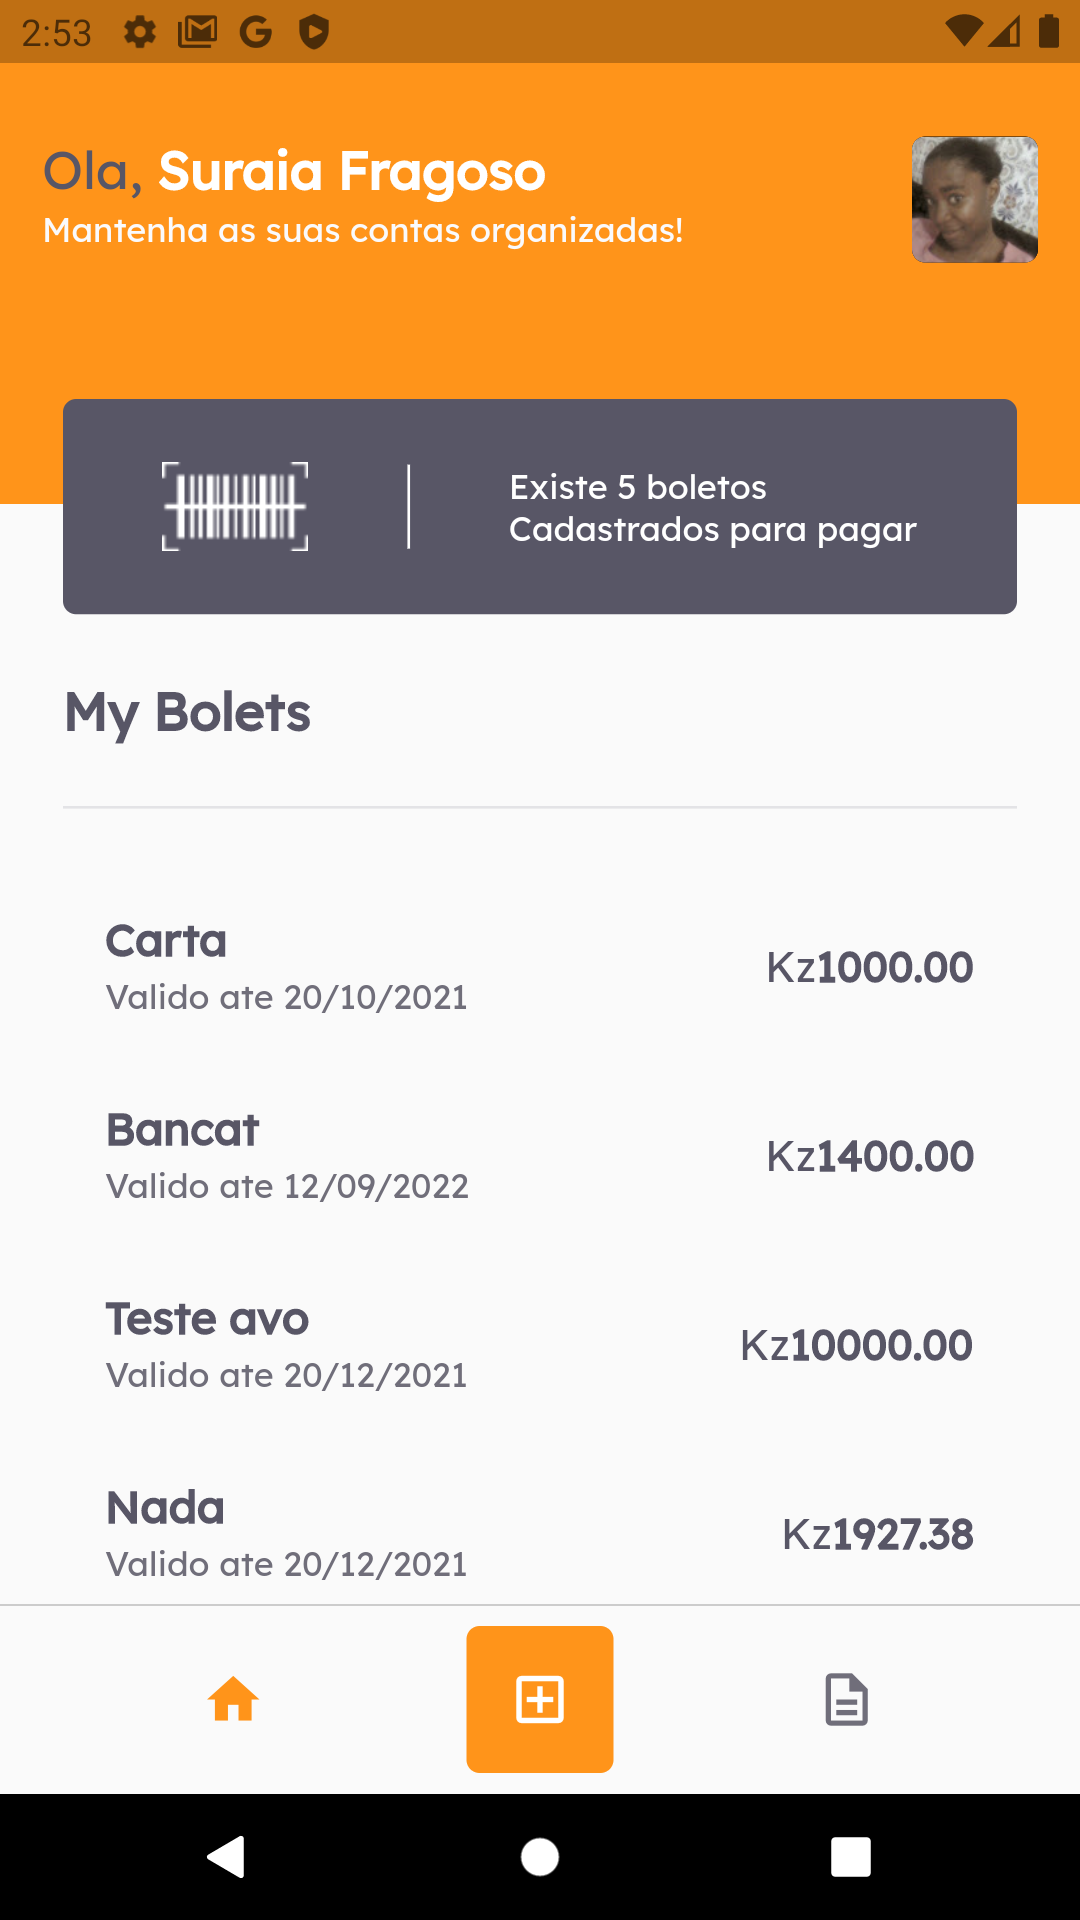 2:53
Ola, Suraia Fragoso
Mantenha as suas contas organizadas!
Existe 5 boletos
Cadastrados para pagar
My Bolets
Carta
Valido ate 20/10/2021
Kz1000.00
Bancat
Valido ate 12/09/2022
Kz1400.00
Teste avo
Valido ate 20/12/2021
Kz10000.00
Nada
Valido ate 20/12/2021
Kz1927.38